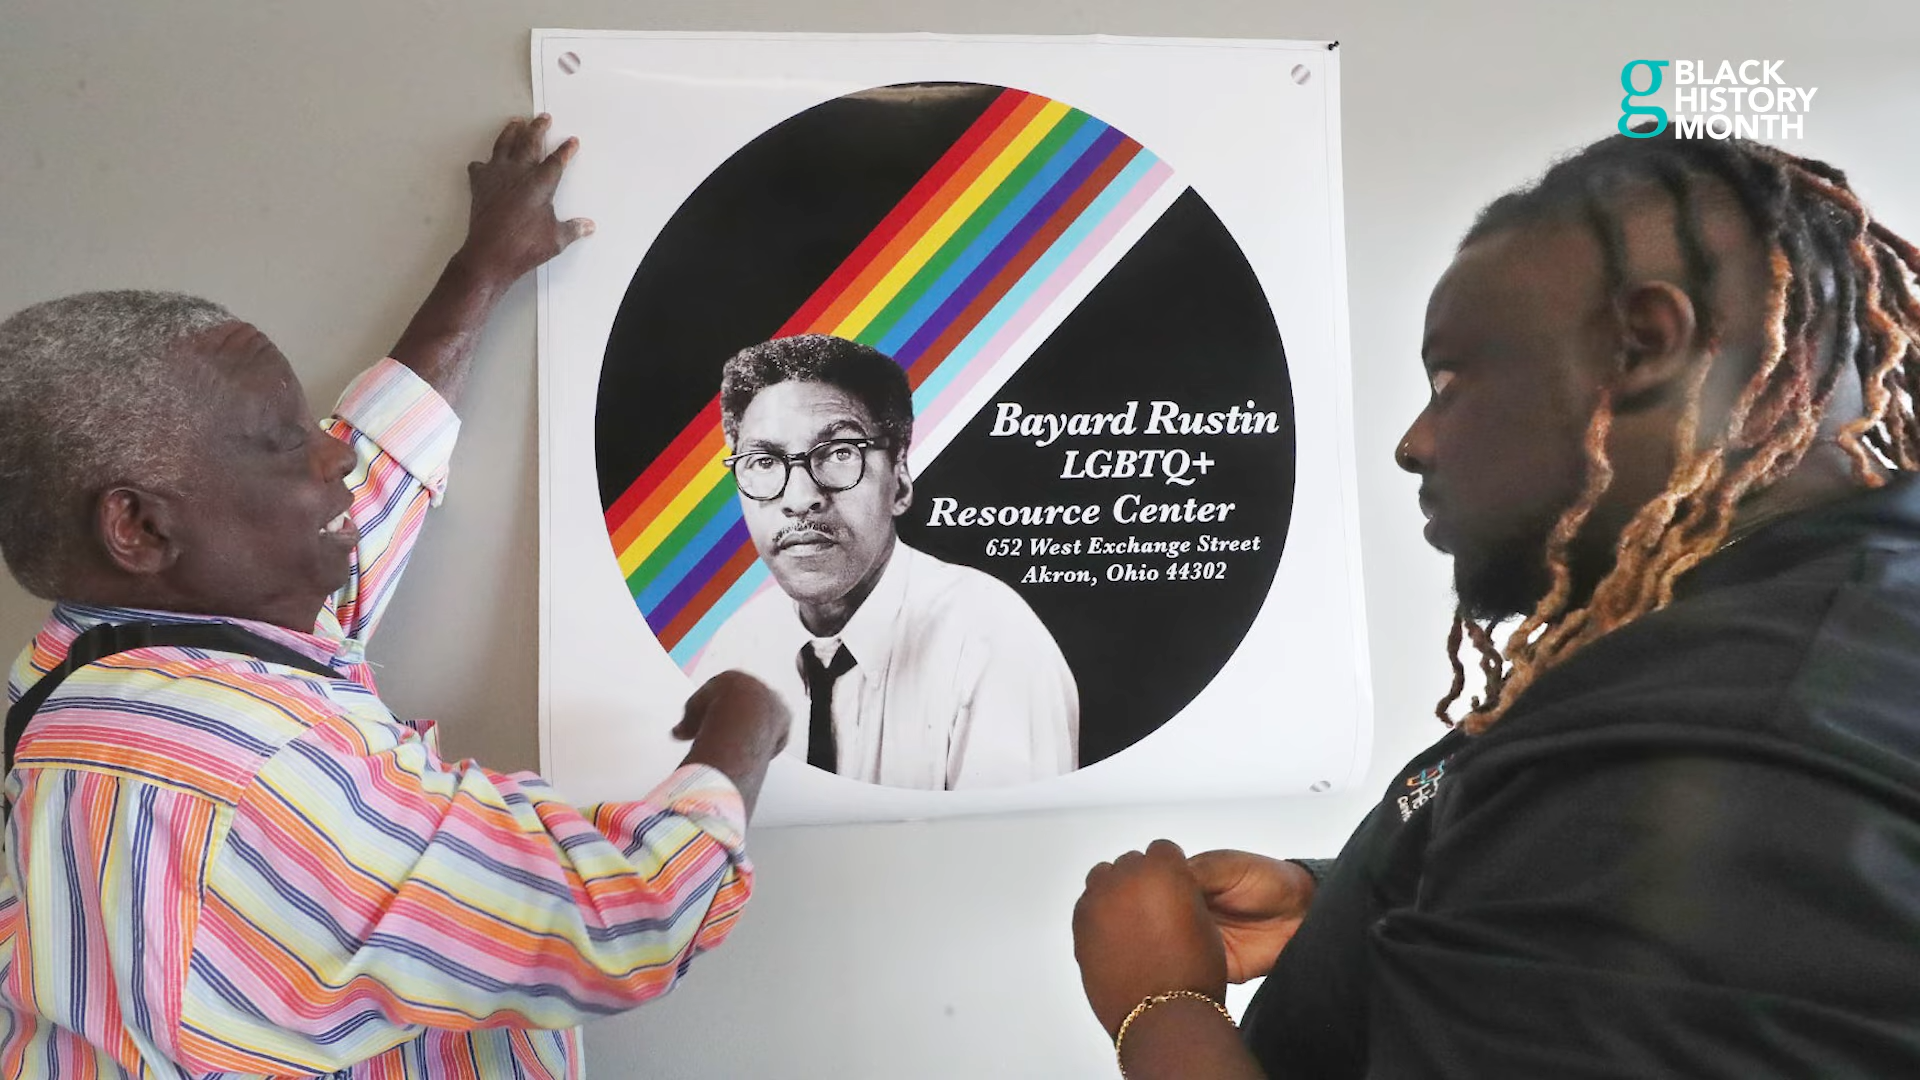 g BLACK
HISTORY
MONTH
Bayard Rustin
LGBTQ+
Resource Center
652 West Exchange Street
Akron, Ohio 44302